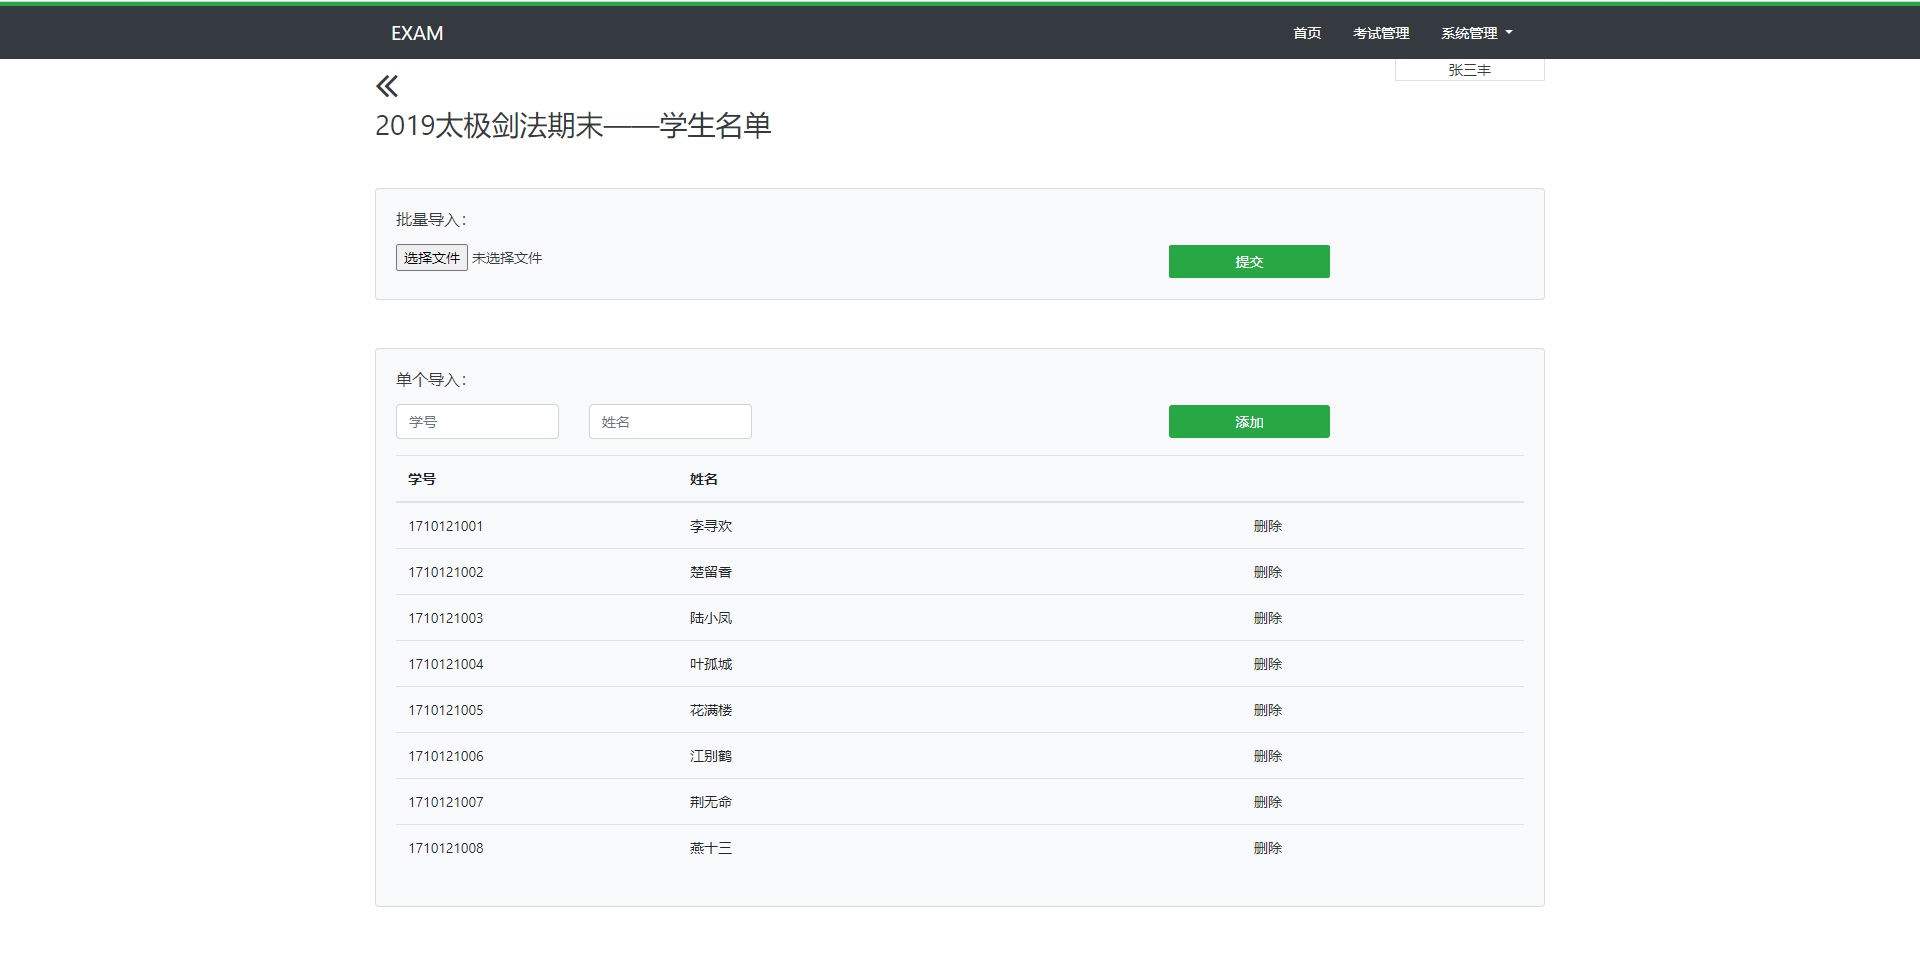 EXAM 首页 考试管理 系统管理
张三丰
2019太极剑法期末——学生名单
批量导入：
选择文件 未选择文件 提交
单个导入：
学号 姓名 添加
学号 姓名
1710121001 李寻欢 删除
1710121002 楚留香 删除
1710121003 陆小凤 删除
1710121004 叶孤城 删除
1710121005 花满楼 删除
1710121006 江别鹤 删除
1710121007 荆无命 删除
1710121008 燕十三 删除